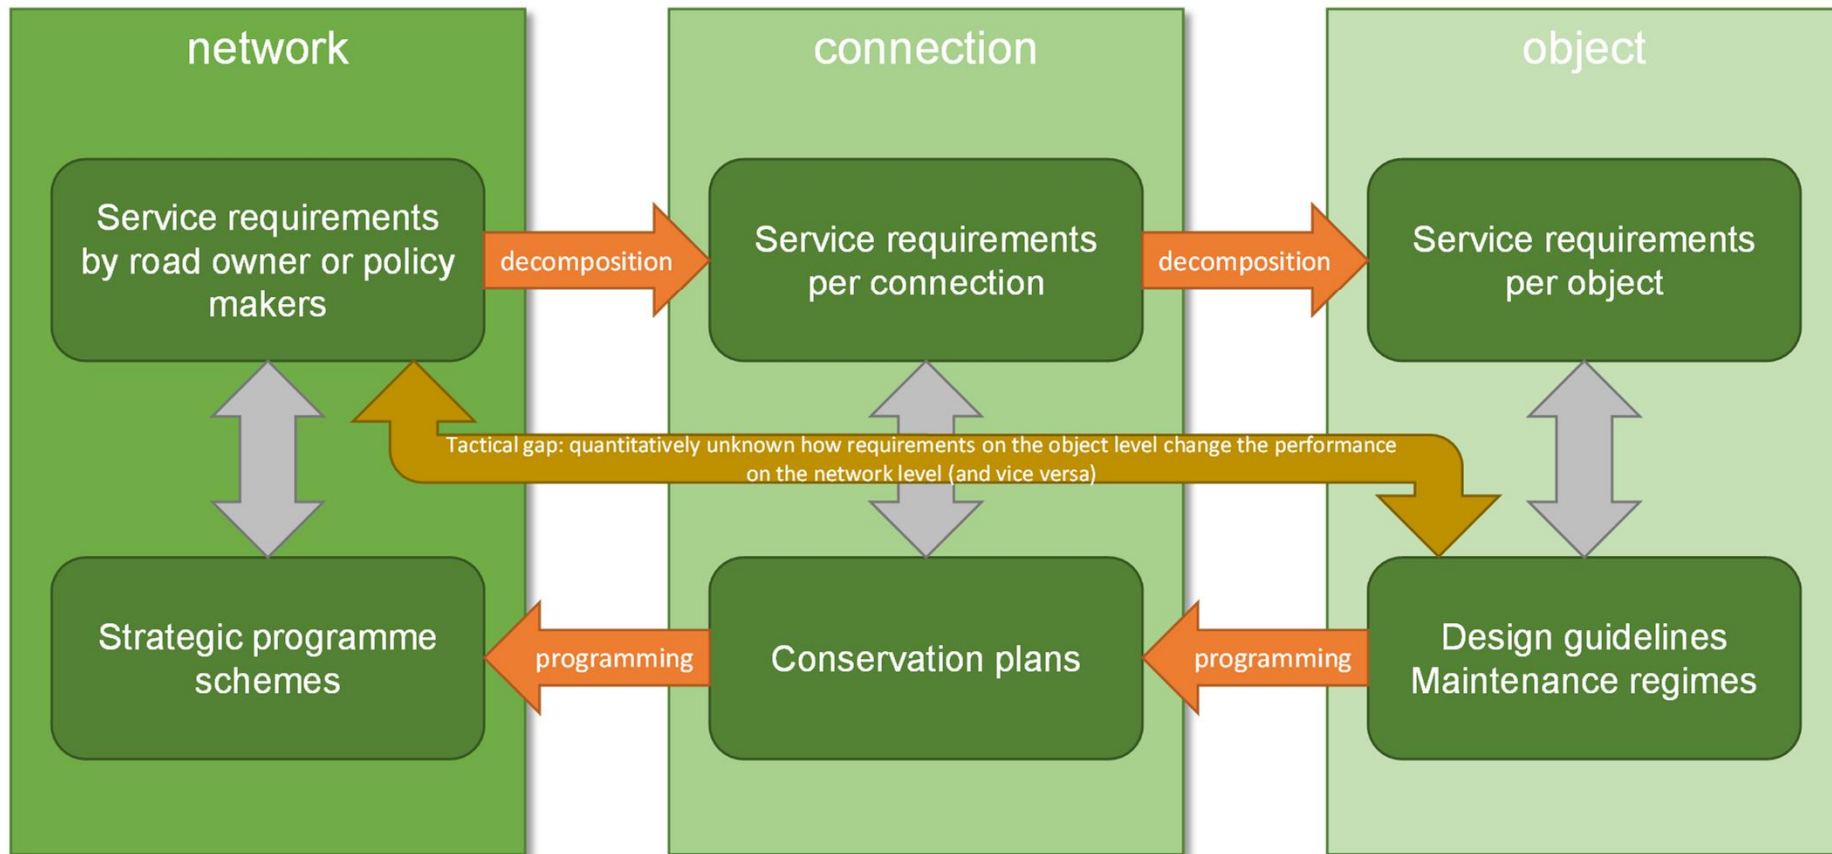 network
connection
object
Service requirements
by road owner or policy
makers
decomposition
Service requirements
per connection
decomposition
Service requirements
per object
Tactical gap: quantitatively unknown how requirements on the object level change the performance
on the network level (and vice versa)
Strategic programme
schemes
programming
Conservation plans
programming
Design guidelines
Maintenance regimes